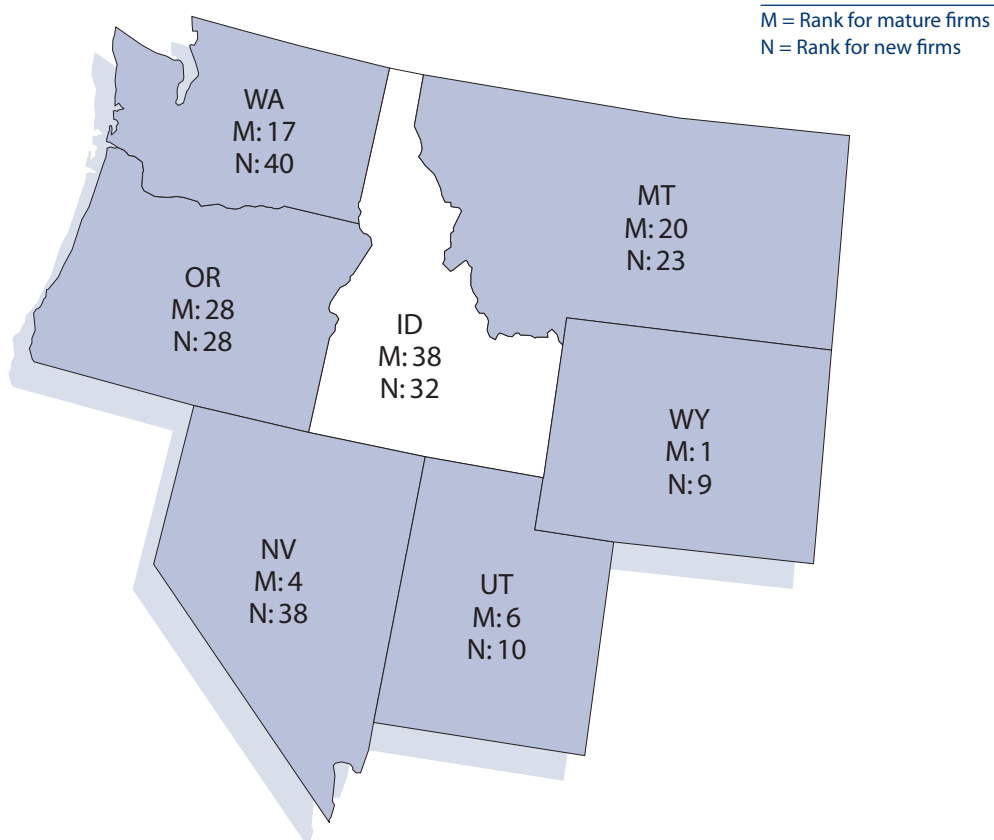 M = Rank for mature firms
N = Rank for new firms
WA
M: 17
N: 40
MT
M: 20
N: 23
OR
M: 28
N: 28
ID
M: 38
N: 32
WY
M: 1
N: 9
NV
M: 4
N: 38
UT
M: 6
N: 10